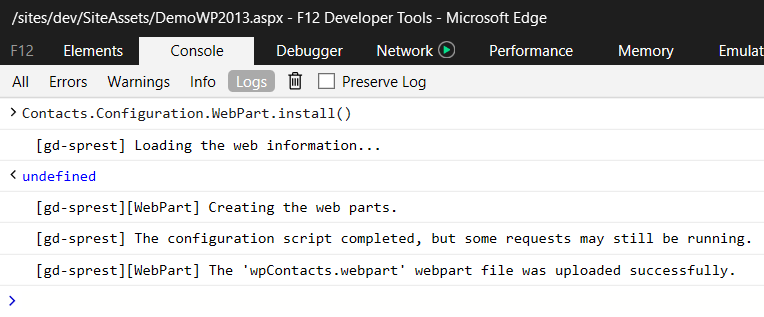 /sites/dev/SiteAssets/DemoWP2013.aspx - F12 Developer Tools - Microsoft Edge
F12 Elements Console Debugger Network Performance Memory Emulat
All Errors Warnings Info Logs Preserve Log
> Contacts.Configuration.WebPart.install()
[gd-sprest] Loading the web information...
< undefined
[gd-sprest][WebPart] Creating the web parts.
[gd-sprest] The configuration script completed, but some requests may still be running.
[gd-sprest][WebPart] The 'wpContacts.webpart' webpart file was uploaded successfully.
>